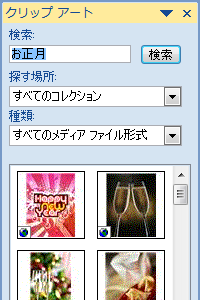 クリップ アート
検索:
お正月
検索
探す場所:
すべてのコレクション
種類:
すべてのメディア ファイル形式
Happy
New
Year